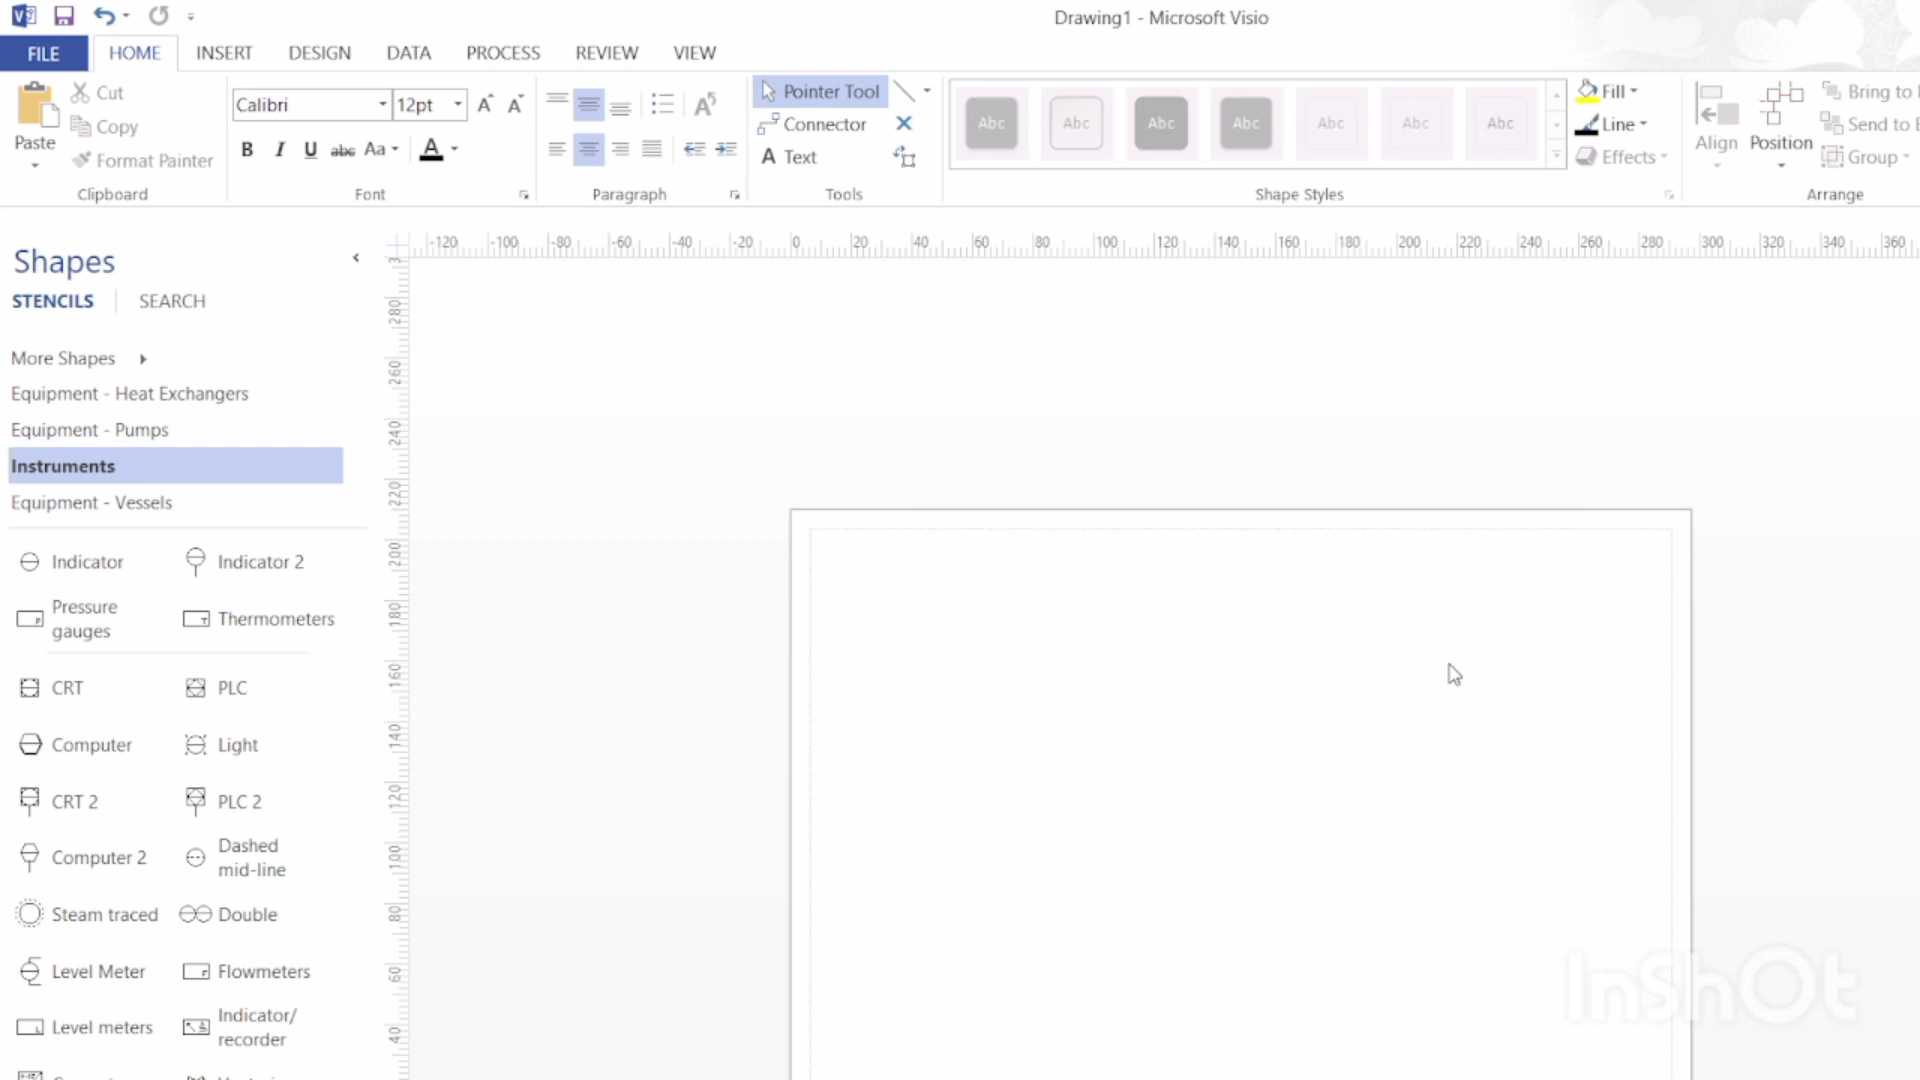 Drawing1 - Microsoft Visio
FILE HOME INSERT DESIGN DATA PROCESS REVIEW VIEW
Paste
Cut
Copy
Format Painter
Clipboard
Calibri 12pt A A
B I U abc Aa A
Font
Paragraph
Pointer Tool
Connector
A Text
Tools
Abc Abc Abc Abc Abc Abc Abc
Shape Styles
Fill
Line
Effects
Align
Position
Bring to
Send to
Group
Arrange
Shapes
STENCILS SEARCH
More Shapes
Equipment - Heat Exchangers
Equipment - Pumps
Instruments
Equipment - Vessels
Indicator Indicator 2
Pressure
gauges
Thermometers
CRT PLC
Computer Light
CRT 2 PLC 2
Computer 2
Dashed
mid-line
Steam traced Double
Level Meter Flowmeters
Level meters
Indicator/
recorder
-120 -100 -80 -60 -40 -20 0 20 40 60 80 100 120 140 160 180 200 220 240 260 280 300 320 340 360
280
260
240
220
200
180
160
140
120
100
80
60
40
InShOt